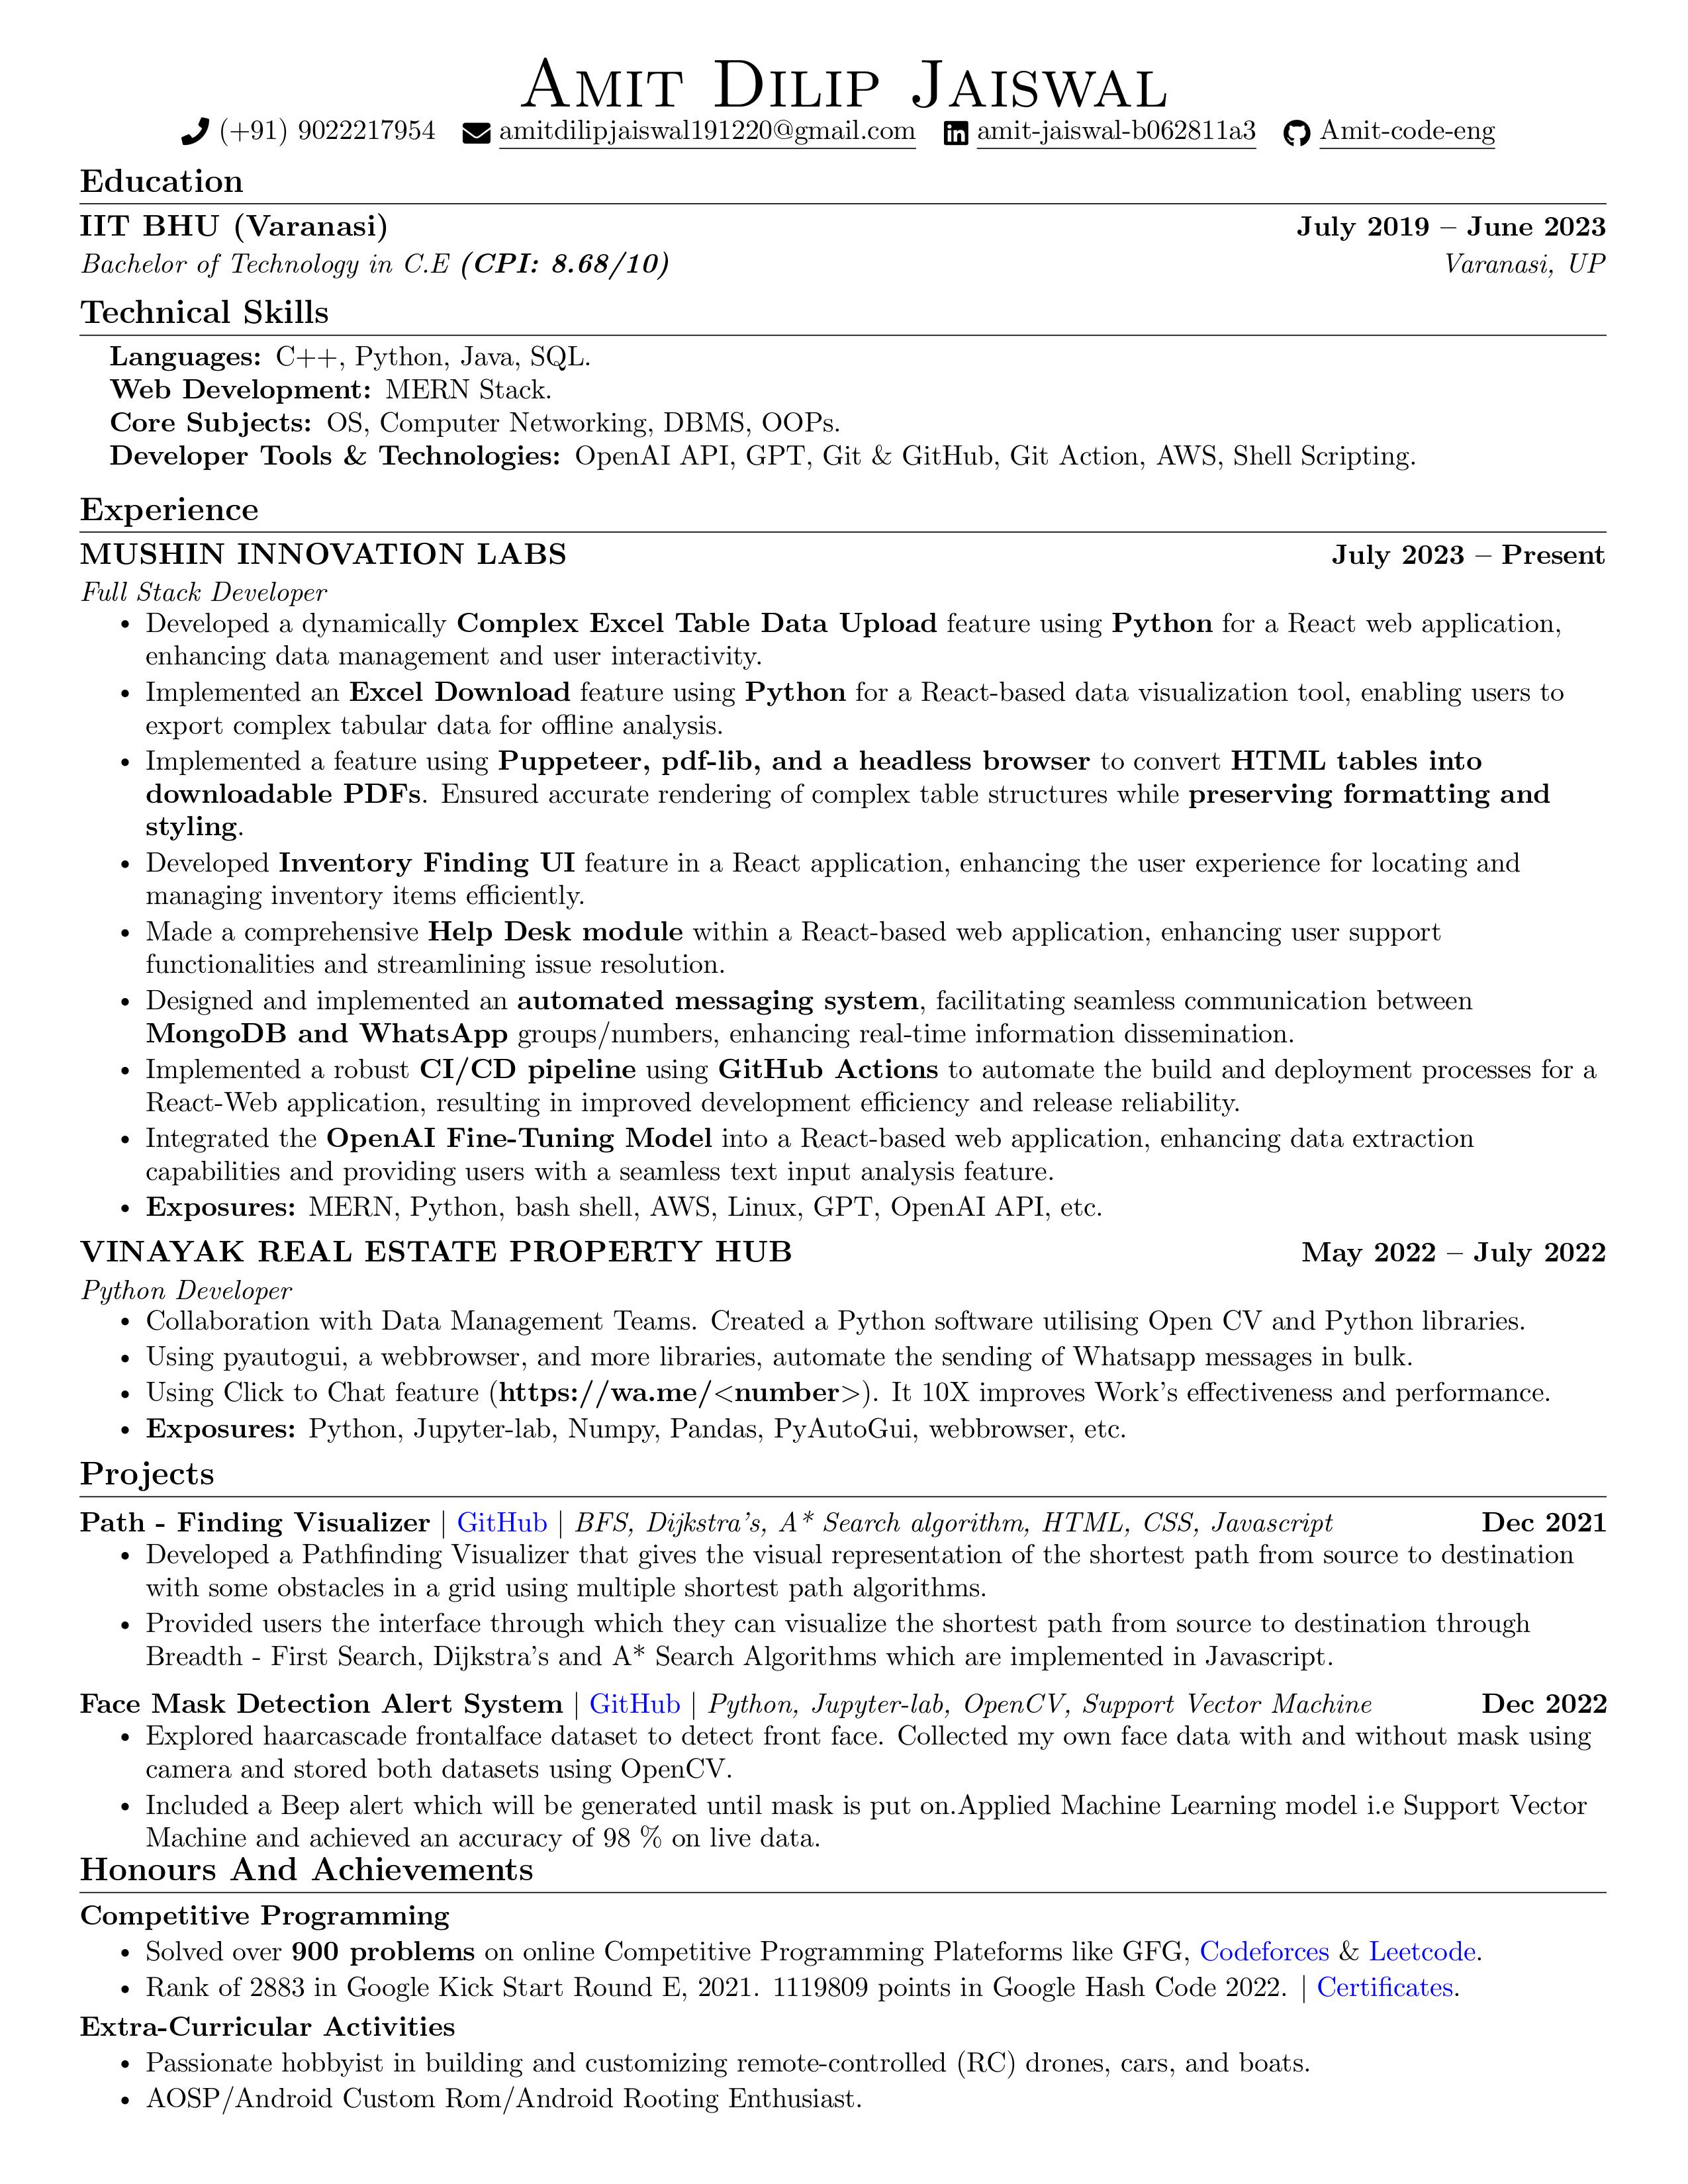 Amit Dilip Jaiswal
(+91) 9022217954 amitdilipjaiswal191220@gmail.com amit-jaiswal-b062811a3 Amit-code-eng
Education
IIT BHU (Varanasi) July 2019 – June 2023
Bachelor of Technology in C.E (CPI: 8.68/10) Varanasi, UP
Technical Skills
Languages: C++, Python, Java, SQL.
Web Development: MERN Stack.
Core Subjects: OS, Computer Networking, DBMS, OOPs.
Developer Tools & Technologies: OpenAI API, GPT, Git & GitHub, Git Action, AWS, Shell Scripting.
Experience
MUSHIN INNOVATION LABS July 2023 – Present
Full Stack Developer
• Developed a dynamically Complex Excel Table Data Upload feature using Python for a React web application,
enhancing data management and user interactivity.
• Implemented an Excel Download feature using Python for a React-based data visualization tool, enabling users to
export complex tabular data for offline analysis.
• Implemented a feature using Puppeteer, pdf-lib, and a headless browser to convert HTML tables into
downloadable PDFs. Ensured accurate rendering of complex table structures while preserving formatting and
styling.
• Developed Inventory Finding UI feature in a React application, enhancing the user experience for locating and
managing inventory items efficiently.
• Made a comprehensive Help Desk module within a React-based web application, enhancing user support
functionalities and streamlining issue resolution.
• Designed and implemented an automated messaging system, facilitating seamless communication between
MongoDB and WhatsApp groups/numbers, enhancing real-time information dissemination.
• Implemented a robust CI/CD pipeline using GitHub Actions to automate the build and deployment processes for a
React-Web application, resulting in improved development efficiency and release reliability.
• Integrated the OpenAI Fine-Tuning Model into a React-based web application, enhancing data extraction
capabilities and providing users with a seamless text input analysis feature.
• Exposures: MERN, Python, bash shell, AWS, Linux, GPT, OpenAI API, etc.
VINAYAK REAL ESTATE PROPERTY HUB May 2022 – July 2022
Python Developer
• Collaboration with Data Management Teams. Created a Python software utilising Open CV and Python libraries.
• Using pyautogui, a webbrowser, and more libraries, automate the sending of Whatsapp messages in bulk.
• Using Click to Chat feature (https://wa.me/<number>). It 10X improves Work's effectiveness and performance.
• Exposures: Python, Jupyter-lab, Numpy, Pandas, PyAutoGui, webbrowser, etc.
Projects
Path - Finding Visualizer | GitHub | BFS, Dijkstra's, A* Search algorithm, HTML, CSS, Javascript Dec 2021
• Developed a Pathfinding Visualizer that gives the visual representation of the shortest path from source to destination
with some obstacles in a grid using multiple shortest path algorithms.
• Provided users the interface through which they can visualize the shortest path from source to destination through
Breadth - First Search, Dijkstra's and A* Search Algorithms which are implemented in Javascript.
Face Mask Detection Alert System | GitHub | Python, Jupyter-lab, OpenCV, Support Vector Machine Dec 2022
• Explored haarcascade frontalface dataset to detect front face. Collected my own face data with and without mask using
camera and stored both datasets using OpenCV.
• Included a Beep alert which will be generated until mask is put on.Applied Machine Learning model i.e Support Vector
Machine and achieved an accuracy of 98 % on live data.
Honours And Achievements
Competitive Programming
• Solved over 900 problems on online Competitive Programming Plateforms like GFG, Codeforces & Leetcode.
• Rank of 2883 in Google Kick Start Round E, 2021. 1119809 points in Google Hash Code 2022. | Certificates.
Extra-Curricular Activities
• Passionate hobbyist in building and customizing remote-controlled (RC) drones, cars, and boats.
• AOSP/Android Custom Rom/Android Rooting Enthusiast.